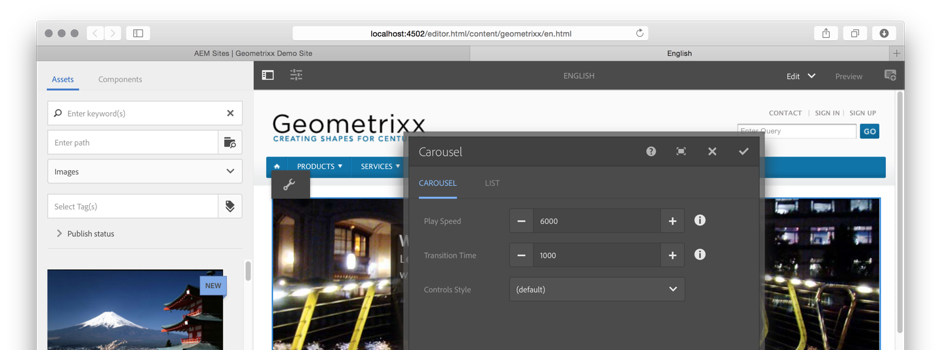 localhost:4502/editor.html/content/geometrixx/en.html
AEM Sites | Geometrixx Demo Site
English
Assets
Components
ENGLISH
Edit
Preview
Enter keyword(s)
Enter path
Images
Select Tag(s)
Publish status
NEW
CONTACT | SIGN IN | SIGN UP
Geometrixx
CREATING SHAPES FOR CENTU
Enter Query
GO
PRODUCTS
SERVICES
Carousel
CAROUSEL
LIST
Play Speed
6000
Transition Time
1000
Controls Style
(default)